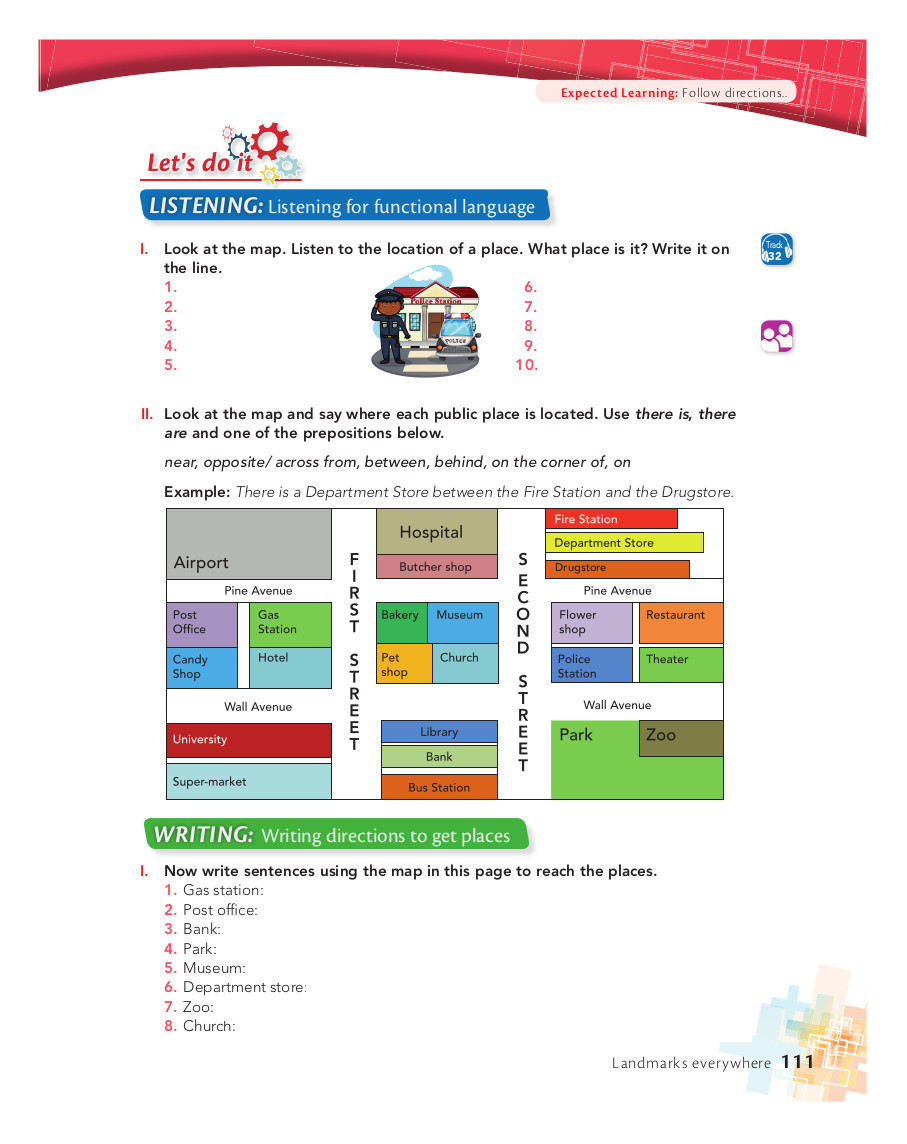 Expected Learning: Follow directions..
Let's do it
LISTENING: Listening for functional language
I. Look at the map. Listen to the location of a place. What place is it? Write it on
the line.
Track
32
1.
2.
3.
4.
5.
Police Station
POLICE
6.
7.
8.
9.
10.
II. Look at the map and say where each public place is located. Use there is, there
are and one of the prepositions below.
near, opposite/ across from, between, behind, on the corner of, on
Example: There is a Department Store between the Fire Station and the Drugstore.
Airport
Pine Avenue
Post
Office
Gas
Station
Candy
Shop
Hotel
Wall Avenue
University
Super-market
FIRST STREET
Hospital
Butcher shop
Bakery
Museum
Pet
shop
Church
Library
Bank
Bus Station
SECOND STREET
Fire Station
Department Store
Drugstore
Pine Avenue
Flower
shop
Restaurant
Police
Station
Theater
Wall Avenue
Park
Zoo
WRITING: Writing directions to get places
I. Now write sentences using the map in this page to reach the places.
1. Gas station:
2. Post office:
3. Bank:
4. Park:
5. Museum:
6. Department store:
7. Zoo:
8. Church:
Landmarks everywhere 111